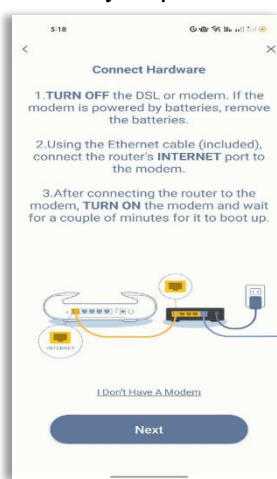 5:18
Connect Hardware
1.TURN OFF the DSL or modem. If the
modem is powered by batteries, remove
the batteries.
2.Using the Ethernet cable (included),
connect the router's INTERNET port to
the modem.
3.After connecting the router to the
modem, TURN ON the modem and wait
for a couple of minutes for it to boot up.
INTERNET
I Don't Have A Modem
Next